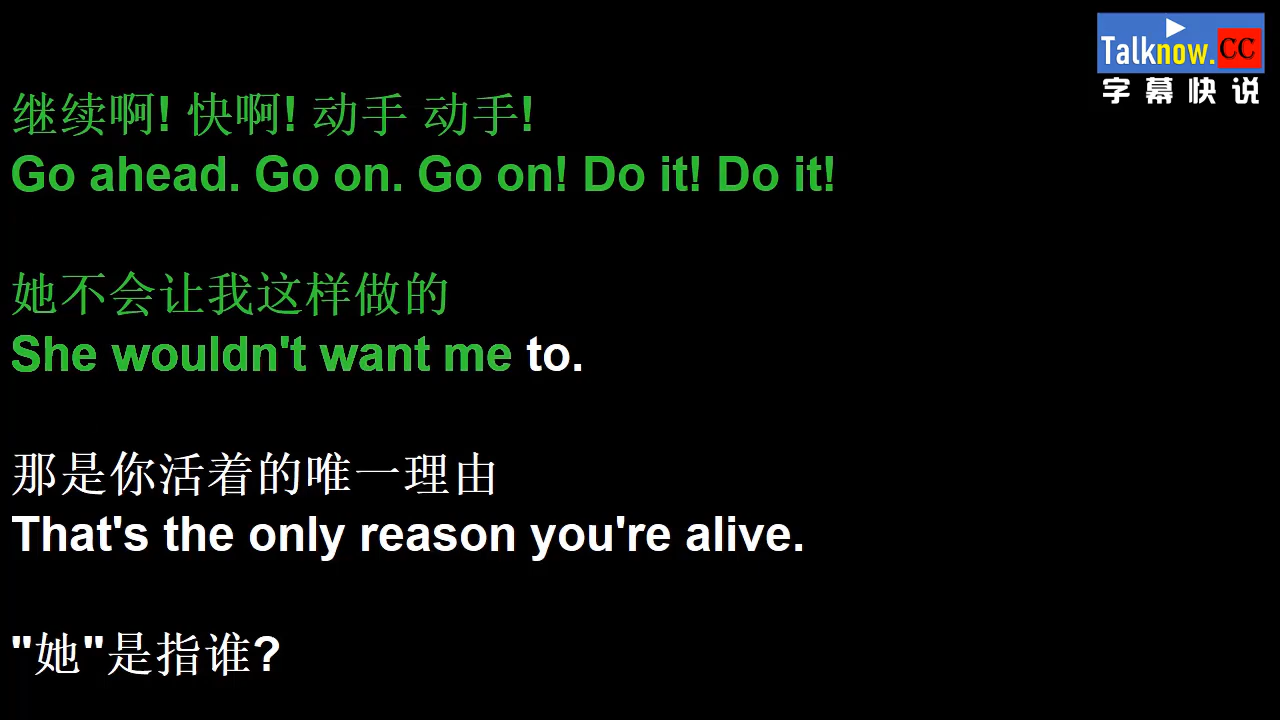 Talknow.CC
字幕快说
继续啊! 快啊! 动手 动手!
Go ahead. Go on. Go on! Do it! Do it!
她不会让我这样做的
She wouldn't want me to.
那是你活着的唯一理由
That's the only reason you're alive.
"她"是指谁?